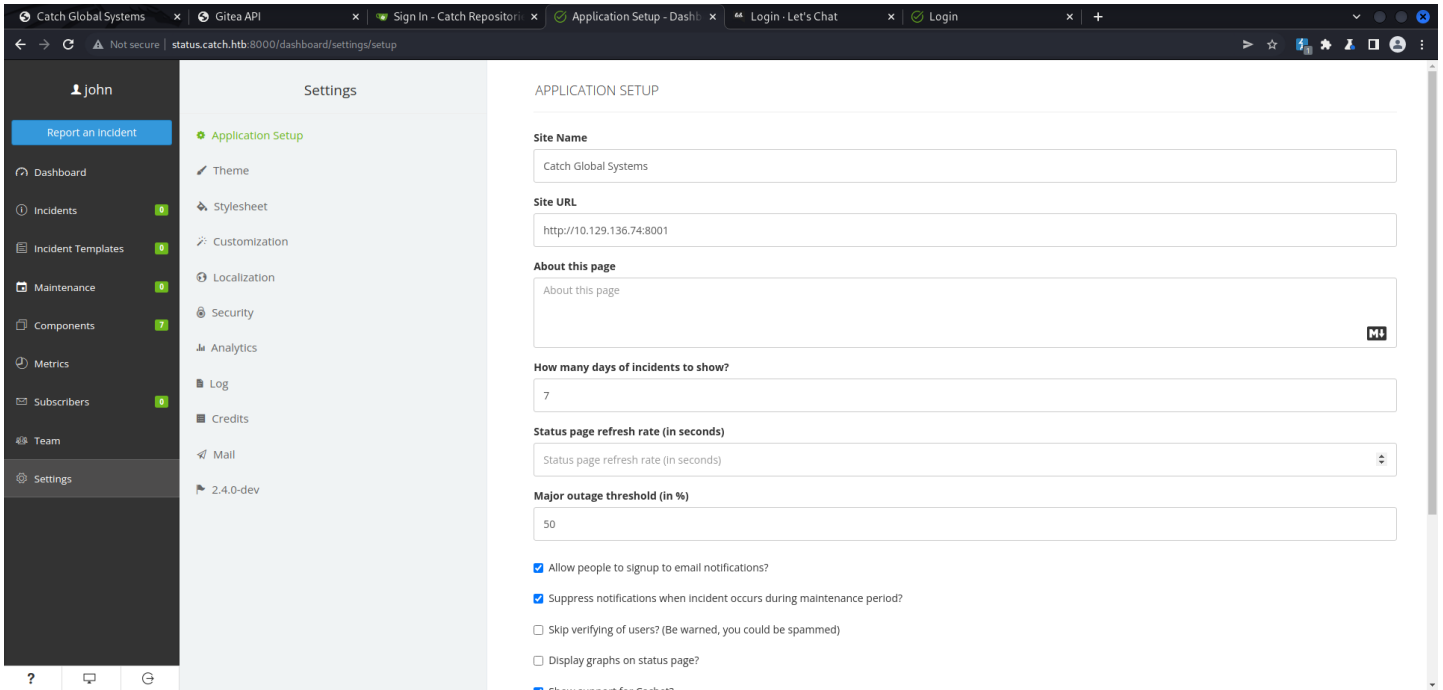 Catch Global Systems
Gitea API
Sign In - Catch Repositorie
Application Setup - Dashb
Login · Let's Chat
Login
Not secure
status.catch.htb:8000/dashboard/settings/setup
1
john
Report an Incident
Dashboard
Incidents 0
Incident Templates 0
Maintenance 0
Components 7
Metrics
Subscribers 0
Team
Settings
?
Settings
Application Setup
Theme
Stylesheet
Customization
Localization
Security
Analytics
Log
Credits
Mail
2.4.0-dev
APPLICATION SETUP
Site Name
Catch Global Systems
Site URL
http://10.129.136.74:8001
About this page
About this page
M
How many days of incidents to show?
7
Status page refresh rate (in seconds)
Status page refresh rate (in seconds)
Major outage threshold (in %)
50
Allow people to signup to email notifications?
Suppress notifications when incident occurs during maintenance period?
Skip verifying of users? (Be warned, you could be spammed)
Display graphs on status page?
Show support for Cachet?